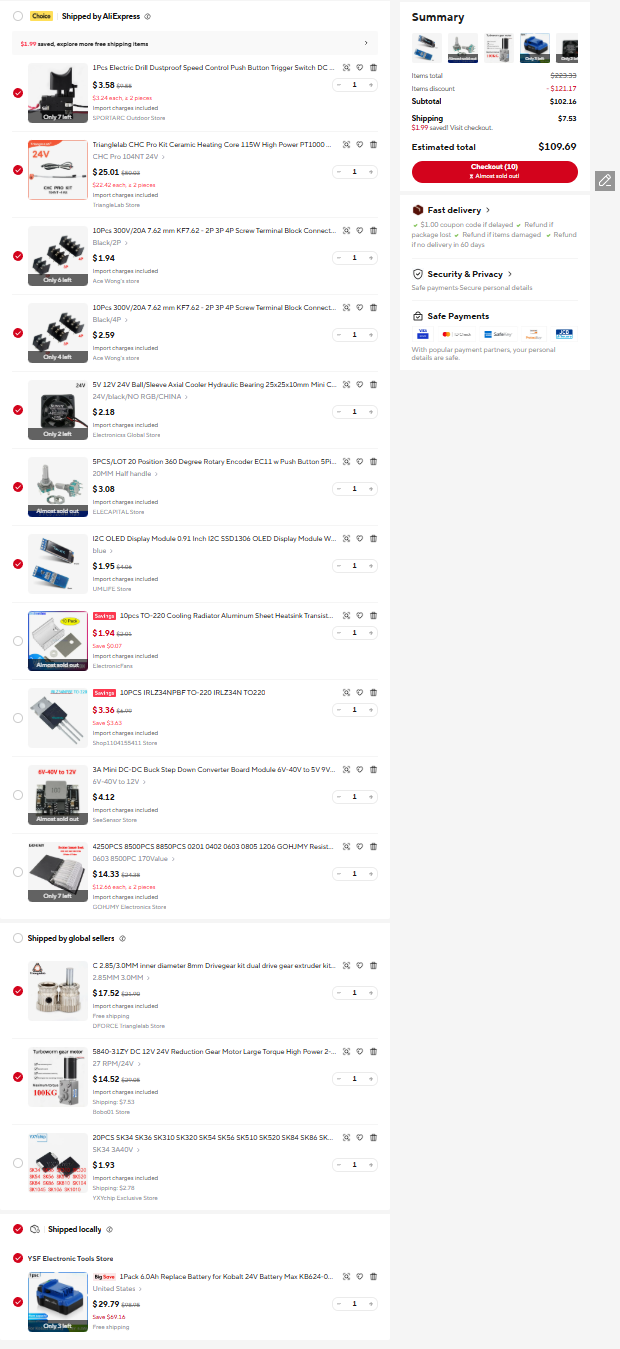 Choice Shipped by AliExpress
$1.99 saved, explore more free shipping items
1Pcs Electric Drill Dustproof Speed Control Push Button Trigger Switch DC ...
$3.58 $9.85
$3.24 each, ≥ 2 pieces
Import charges included
SPORTARC Outdoor Store
Only 7 left
- 1 +
Trianglelab CHC Pro Kit Ceramic Heating Core 115W High Power PT1000 ...
CHC Pro 104NT 24V
$25.01 $50.03
$22.42 each, ≥ 2 pieces
Import charges included
TriangleLab Store
24V
CHC PRO KIT
- 1 +
10Pcs 300V/20A 7.62 mm KF7.62 - 2P 3P 4P Screw Terminal Block Connect...
Black/2P
$1.94
Import charges included
Ace Wong's store
Only 6 left
- 1 +
10Pcs 300V/20A 7.62 mm KF7.62 - 2P 3P 4P Screw Terminal Block Connect...
Black/4P
$2.59
Import charges included
Ace Wong's store
Only 4 left
- 1 +
5V 12V 24V Ball/Sleeve Axial Cooler Hydraulic Bearing 25x25x10mm Mini C...
24V/black/NO RGB/CHINA
$2.18
Import charges included
Electronicss Global Store
24V
Only 2 left
- 1 +
5PCS/LOT 20 Position 360 Degree Rotary Encoder EC11 w Push Button 5Pi...
20MM Half handle
$3.08
Import charges included
ELECAPITAL Store
Almost sold out
- 1 +
I2C OLED Display Module 0.91 Inch I2C SSD1306 OLED Display Module W...
blue
$1.95 $4.06
Import charges included
UMLIFE Store
- 1 +
Savings 10pcs TO-220 Cooling Radiator Aluminum Sheet Heatsink Transist...
$1.94 $2.01
Save $0.07
Import charges included
ElectronicFans
Almost sold out
- 1 +
Savings 10PCS IRLZ34NPBF TO-220 IRLZ34N TO220
$3.36 $6.99
Save $3.63
Import charges included
Shop1104155411 Store
- 1 +
3A Mini DC-DC Buck Step Down Converter Board Module 6V-40V to 5V 9V...
6V-40V to 12V
$4.12
Import charges included
SeaSensor Store
6V-40V to 12V
Almost sold out
- 1 +
4250PCS 8500PCS 8850PCS 0201 0402 0603 0805 1206 GOHJMY Resist...
0603 8500PC 170Value
$14.33 $24.38
$12.66 each, ≥ 2 pieces
Import charges included
GOHJMY Electronics Store
Only 7 left
- 1 +
Shipped by global sellers
C 2.85/3.0MM inner diameter 8mm Drivegear kit dual drive gear extruder kit...
2.85MM 3.0MM
$17.52 $21.90
Import charges included
Free shipping
DFORCE Trianglelab Store
- 1 +
5840-31ZY DC 12V 24V Reduction Gear Motor Large Torque High Power 2-...
27 RPM/24V
$14.52 $29.05
Import charges included
Shipping: $7.53
Bobo01 Store
Turboworm gear motor
100KG
- 1 +
20PCS SK34 SK36 SK310 SK320 SK54 SK56 SK510 SK520 SK84 SK86 SK...
SK34 3A40V
$1.93
Import charges included
Shipping: $2.78
YXYchip Exclusive Store
- 1 +
Shipped locally
YSF Electronic Tools Store
Big Save 1Pack 6.0Ah Replace Battery for Kobalt 24V Battery Max KB624-0...
United States
$29.79 $98.95
Save $69.16
Free shipping
1pc
Only 3 left
- 1 +
Summary
Items total $223.33
Items discount - $121.17
Subtotal $102.16
Shipping $7.53
$1.99 saved! Visit checkout.
Estimated total $109.69
Checkout (10)
Almost sold out!
Fast delivery
$1.00 coupon code if delayed Refund if
package lost Refund if items damaged Refund
if no delivery in 60 days
Security & Privacy
Safe payments·Secure personal details
Safe Payments
VISA SafeKey JCB
With popular payment partners, your personal
details are safe.